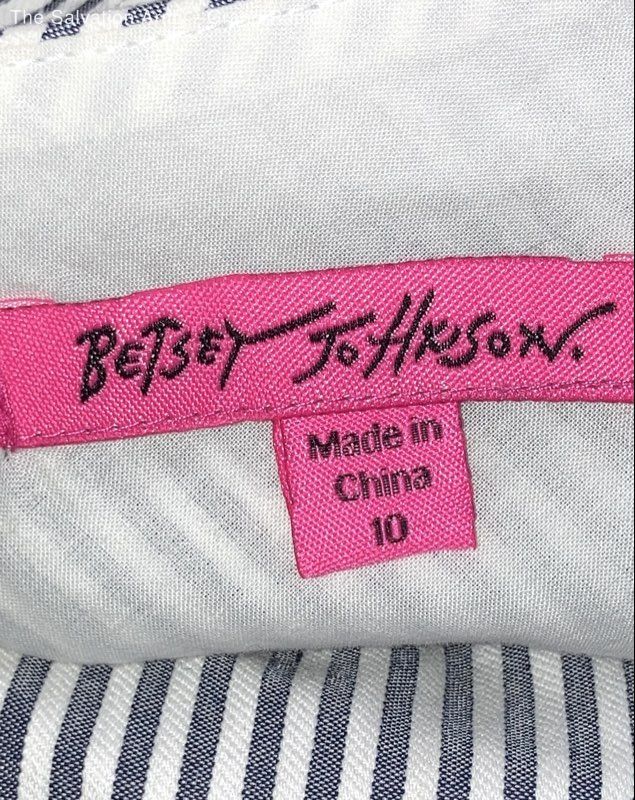 The Salvation
BETSEY JOHNSON.
Made in
China
10